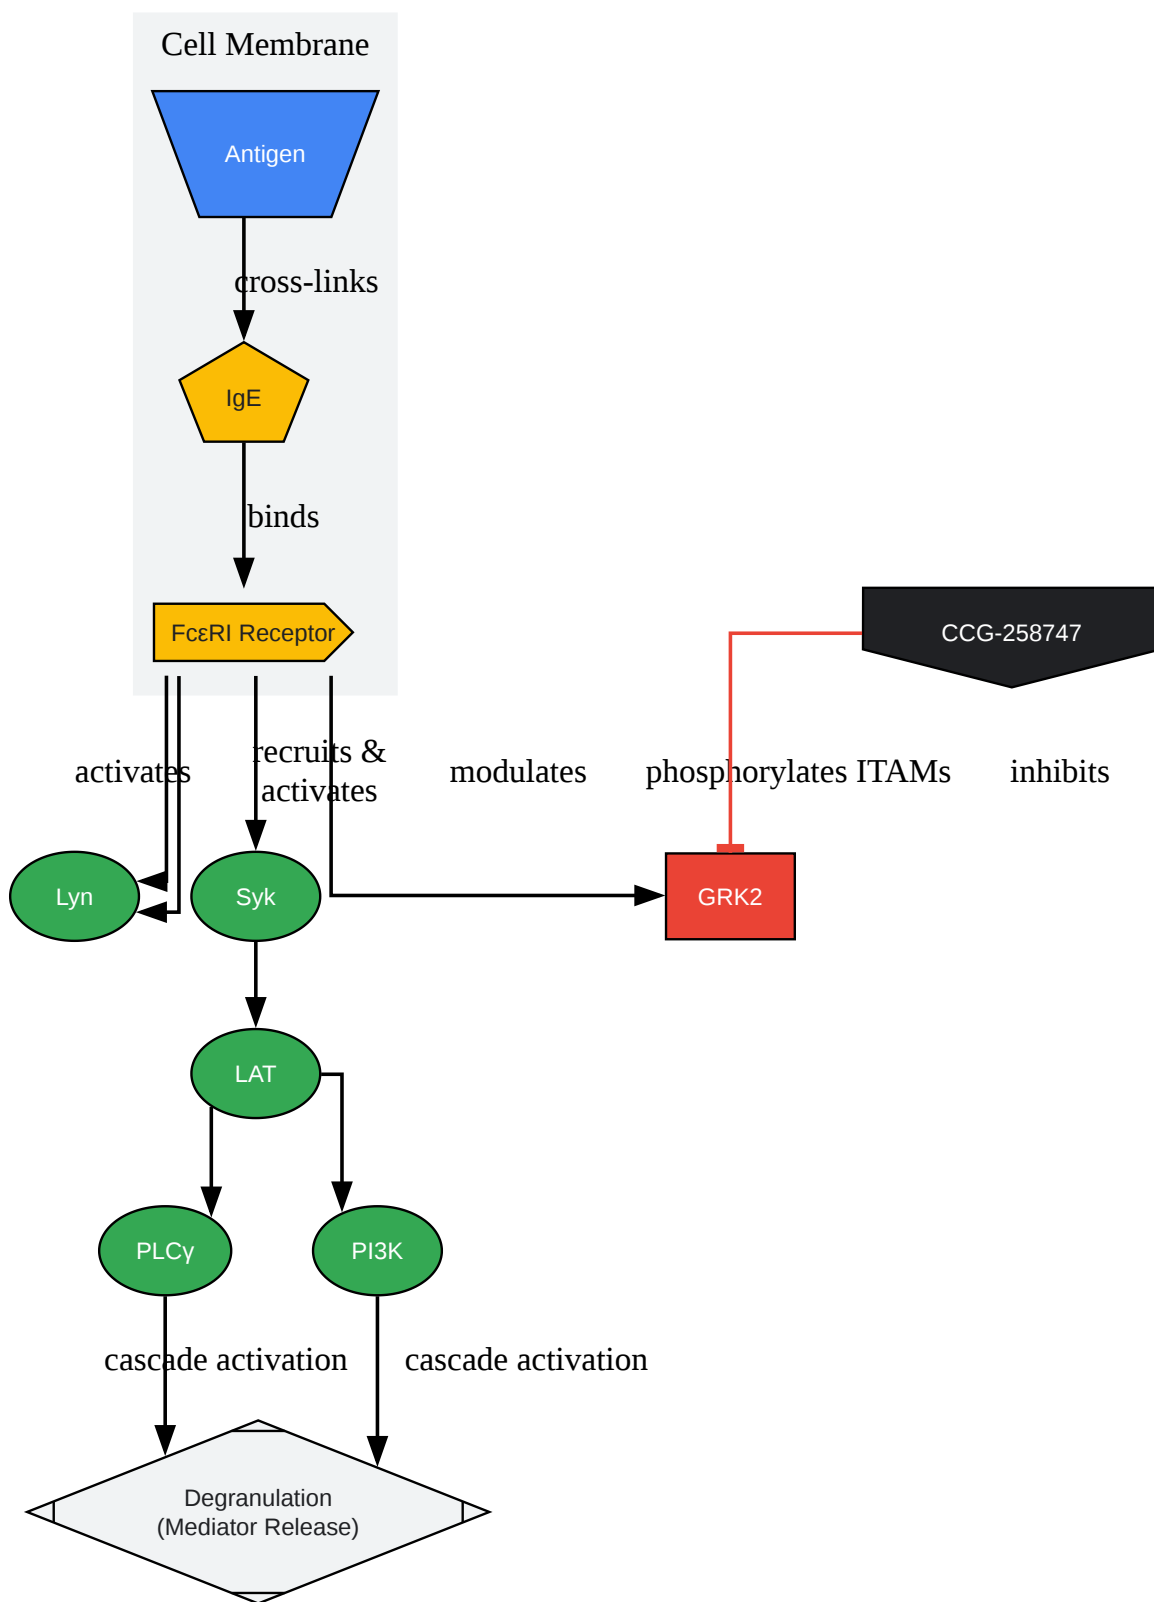 Cell Membrane
Antigen
cross-links
IgE
binds
FcεRI Receptor
CCG-258747
activates
recruits &
activates
modulates
phosphorylates ITAMs
inhibits
Lyn
Syk
GRK2
LAT
PLCγ
PI3K
cascade activation
cascade activation
Degranulation
(Mediator Release)